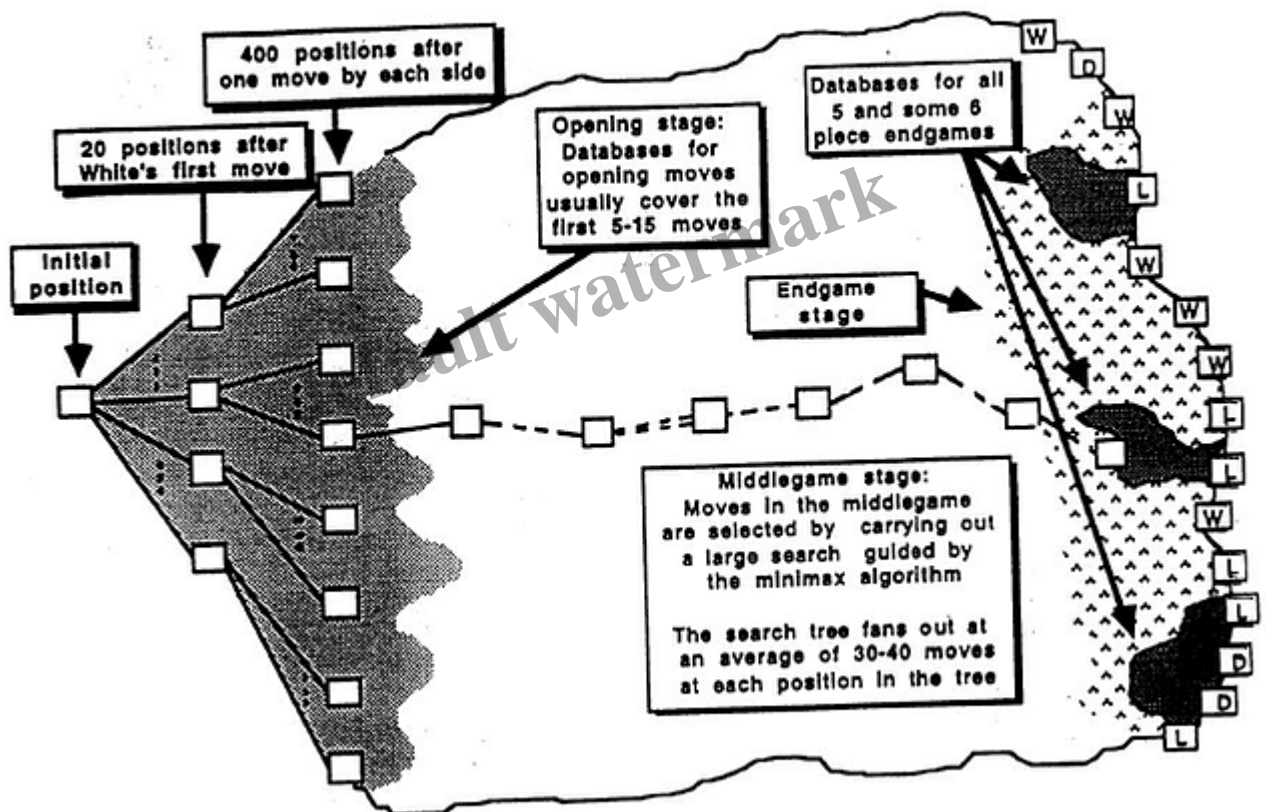 400 positions after
one move by each side
20 positions after
White's first move
Initial
position
Opening stage:
Databases for
opening moves
usually cover the
first 5-15 moves
Databases for all
5 and some 6
piece endgames
Endgame
stage
Middlegame stage:
Moves in the middlegame
are selected by carrying out
a large search guided by
the minimax algorithm
The search tree fans out at
an average of 30-40 moves
at each position in the tree
W
D
W
L
W
W
W
L
L
W
L
L
D
D
L
ault watermark